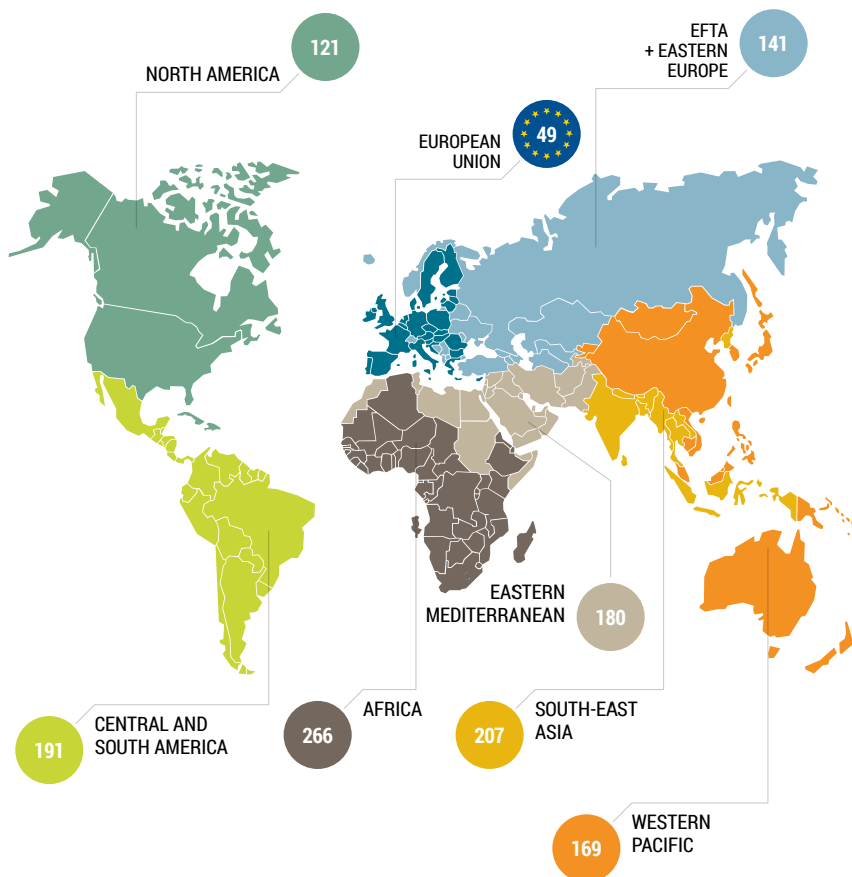 121
NORTH AMERICA
EFTA
+ EASTERN
EUROPE
141
EUROPEAN
UNION
49
EASTERN
MEDITERRANEAN
180
191
CENTRAL AND
SOUTH AMERICA
266
AFRICA
207
SOUTH-EAST
ASIA
169
WESTERN
PACIFIC